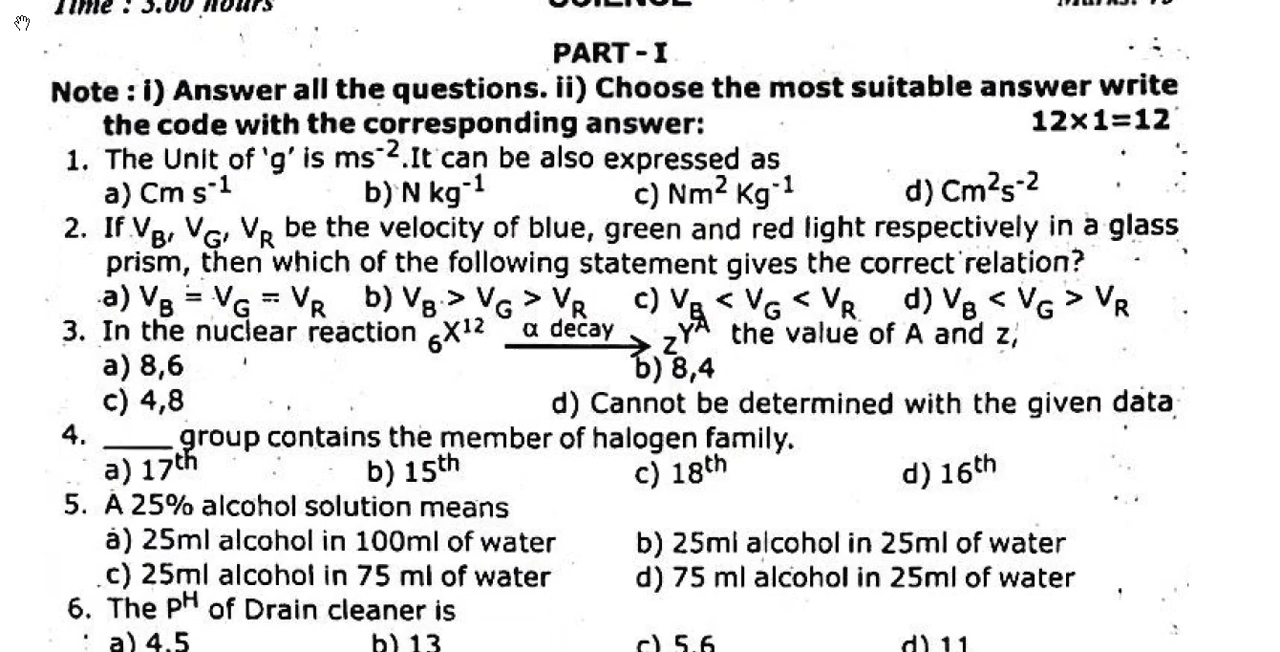 Time : 3.00 hours
PART - I
Note : i) Answer all the questions. ii) Choose the most suitable answer write
the code with the corresponding answer: 12×1=12
1. The Unit of 'g' is ms⁻².It can be also expressed as
a) Cm s⁻¹ b) N kg⁻¹ c) Nm² Kg⁻¹ d) Cm²s⁻²
2. If V_B, V_G, V_R be the velocity of blue, green and red light respectively in a glass
prism, then which of the following statement gives the correct relation?
a) V_B = V_G = V_R b) V_B > V_G > V_R c) V_B < V_G < V_R d) V_B < V_G > V_R
3. In the nuclear reaction ₆X¹² α decay → _ZY^A the value of A and z,
a) 8,6 b) 8,4
c) 4,8 d) Cannot be determined with the given data
4. ____ group contains the member of halogen family.
a) 17th b) 15th c) 18th d) 16th
5. A 25% alcohol solution means
a) 25ml alcohol in 100ml of water b) 25ml alcohol in 25ml of water
c) 25ml alcohol in 75 ml of water d) 75 ml alcohol in 25ml of water
6. The P^H of Drain cleaner is
a) 4.5 b) 13 c) 5.6 d) 11